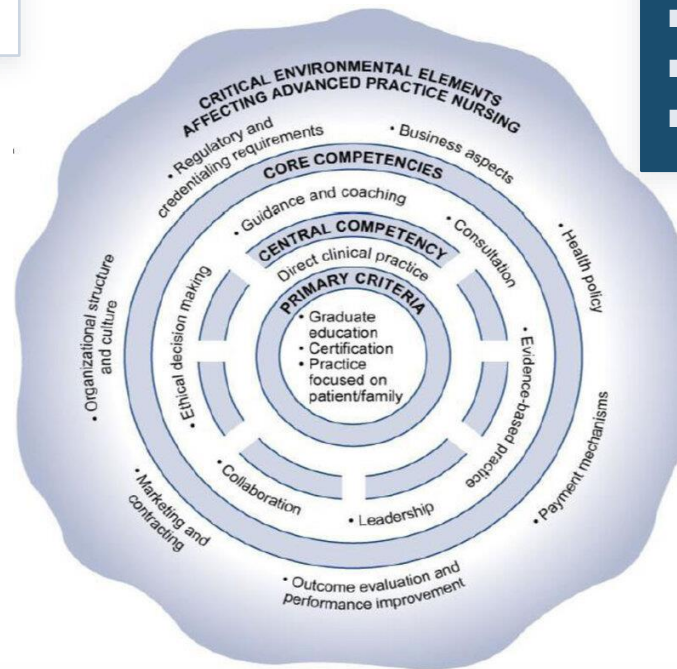 CRITICAL ENVIRONMENTAL ELEMENTS
AFFECTING ADVANCED PRACTICE NURSING
• Regulatory and
credentialing requirements
• Business aspects
CORE COMPETENCIES
• Guidance and coaching
• Consultation
CENTRAL COMPETENCY
Direct clinical practice
PRIMARY CRITERIA
• Graduate
education
• Certification
• Practice
focused on
patient/family
• Health policy
• Organizational structure
and culture
• Ethical decision making
• Evidence-based practice
• Payment mechanisms
• Collaboration
• Leadership
• Marketing and
contracting
• Outcome evaluation and
performance improvement